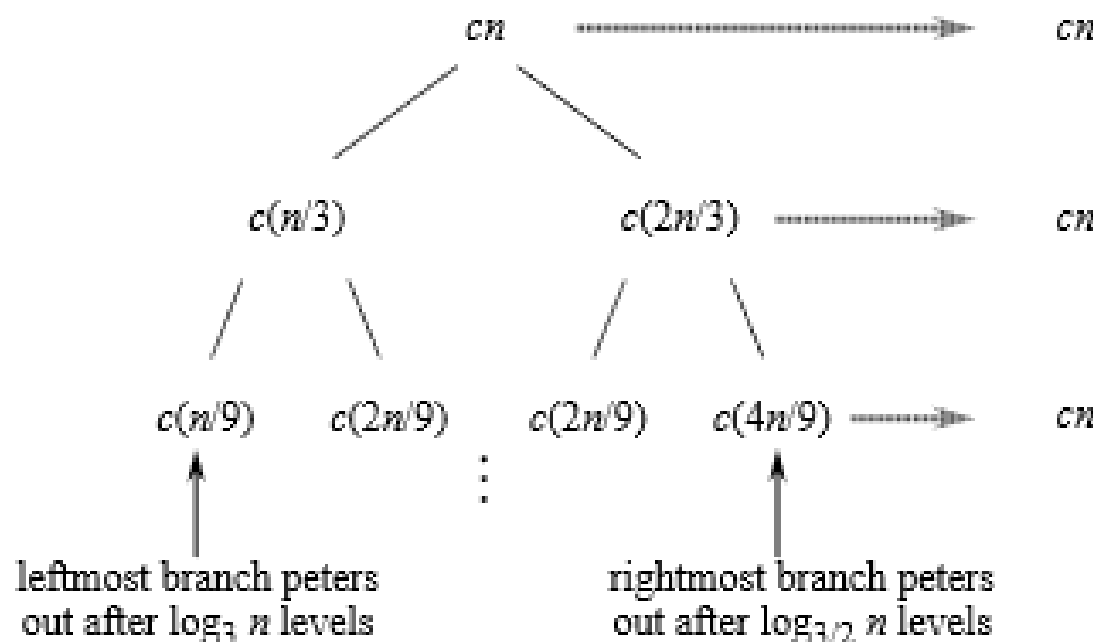 cn cn
c(n/3) c(2n/3) cn
c(n/9) c(2n/9) c(2n/9) c(4n/9) cn
leftmost branch peters
out after log₃ n levels
rightmost branch peters
out after log₃/₂ n levels